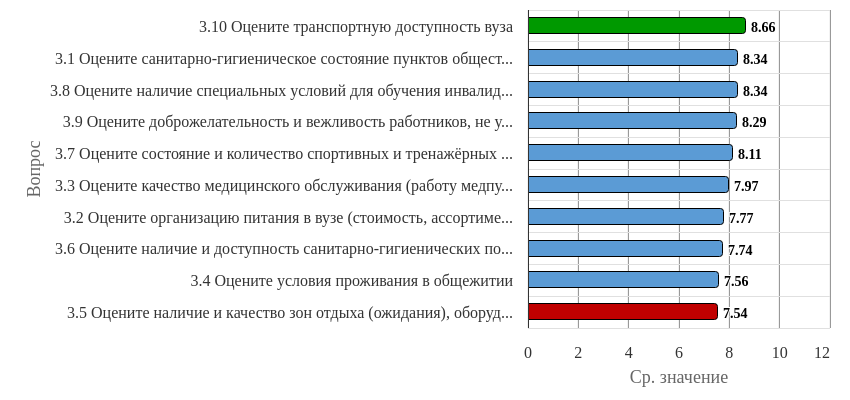 3.10 Оцените транспортную доступность вуза 8.66
3.1 Оцените санитарно-гигиеническое состояние пунктов общест... 8.34
3.8 Оцените наличие специальных условий для обучения инвалид... 8.34
3.9 Оцените доброжелательность и вежливость работников, не у... 8.29
3.7 Оцените состояние и количество спортивных и тренажёрных ... 8.11
3.3 Оцените качество медицинского обслуживания (работу медпу... 7.97
3.2 Оцените организацию питания в вузе (стоимость, ассортиме... 7.77
3.6 Оцените наличие и доступность санитарно-гигиенических по... 7.74
3.4 Оцените условия проживания в общежитии 7.56
3.5 Оцените наличие и качество зон отдыха (ожидания), оборуд... 7.54
Вопрос
0 2 4 6 8 10 12
Ср. значение